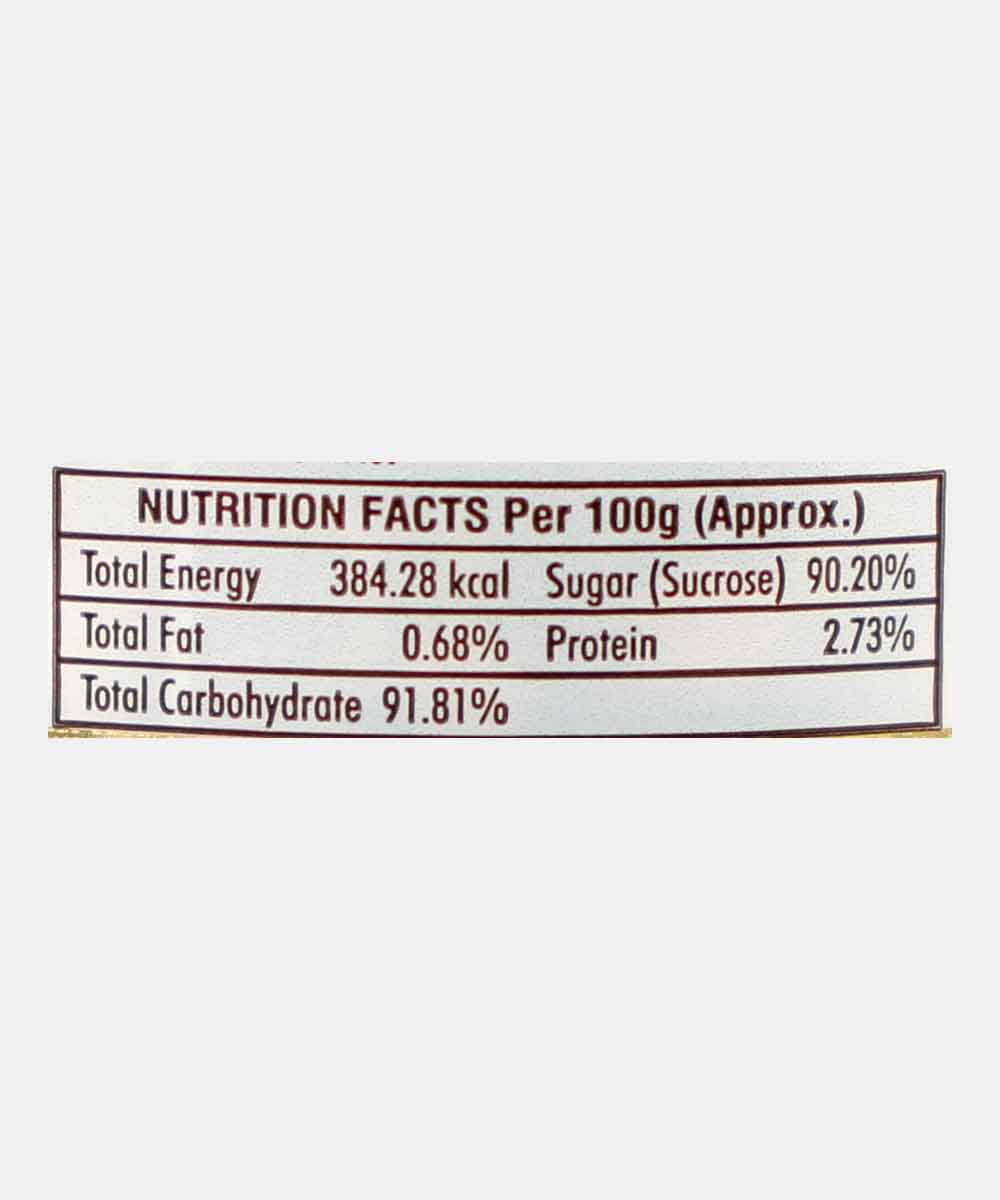 NUTRITION FACTS Per 100g (Approx.)
Total Energy 384.28 kcal Sugar (Sucrose) 90.20%
Total Fat 0.68% Protein 2.73%
Total Carbohydrate 91.81%